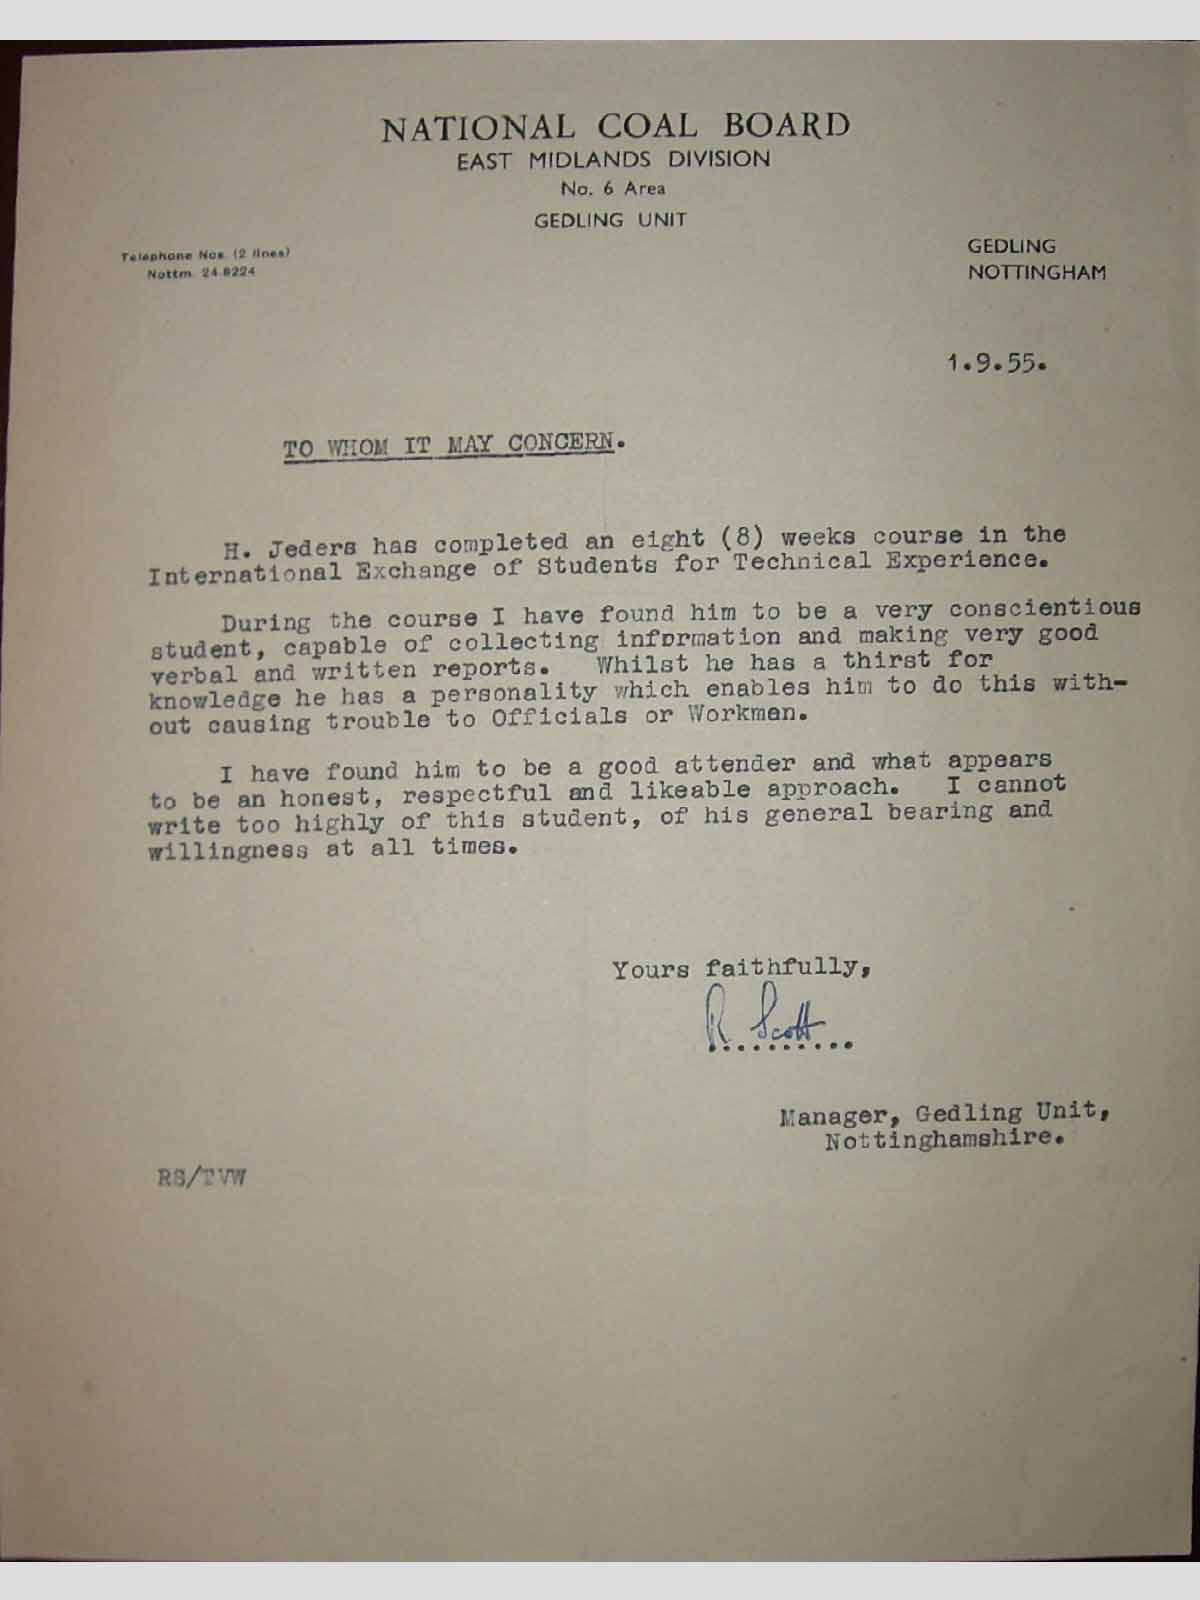 NATIONAL COAL BOARD
EAST MIDLANDS DIVISION
No. 6 Area
GEDLING UNIT
Telephone Nos. (2 lines)
Nottm. 24-8224
GEDLING
NOTTINGHAM
1.9.55.
TO WHOM IT MAY CONCERN.
H. Jeders has completed an eight (8) weeks course in the
International Exchange of Students for Technical Experience.
During the course I have found him to be a very conscientious
student, capable of collecting information and making very good
verbal and written reports. Whilst he has a thirst for
knowledge he has a personality which enables him to do this with-
out causing trouble to Officials or Workmen.
I have found him to be a good attender and what appears
to be an honest, respectful and likeable approach. I cannot
write too highly of this student, of his general bearing and
willingness at all times.
Yours faithfully,
R. Scott
Manager, Gedling Unit,
Nottinghamshire.
RS/TVW